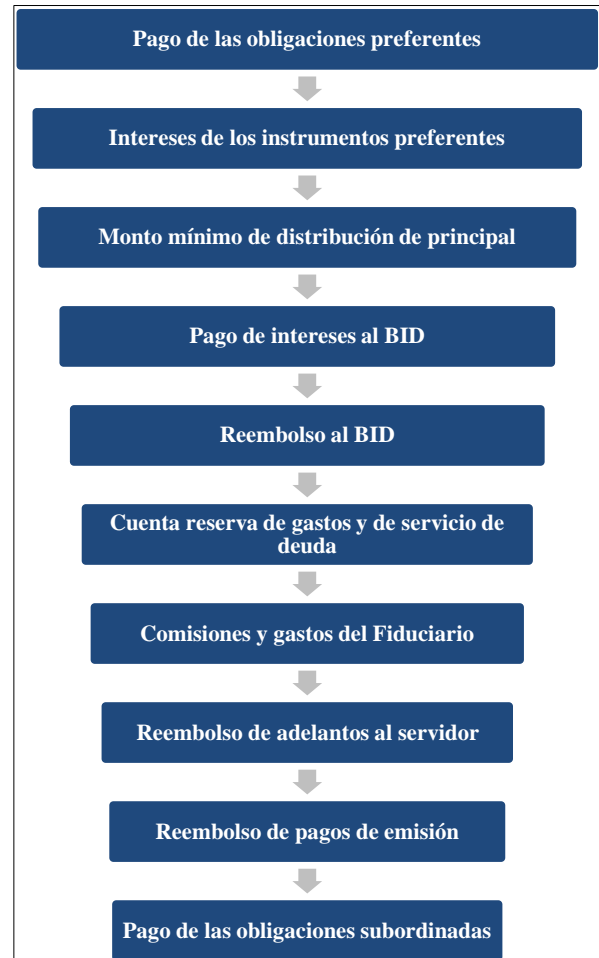 Pago de las obligaciones preferentes
Intereses de los instrumentos preferentes
Monto mínimo de distribución de principal
Pago de intereses al BID
Reembolso al BID
Cuenta reserva de gastos y de servicio de
deuda
Comisiones y gastos del Fiduciario
Reembolso de adelantos al servidor
Reembolso de pagos de emisión
Pago de las obligaciones subordinadas